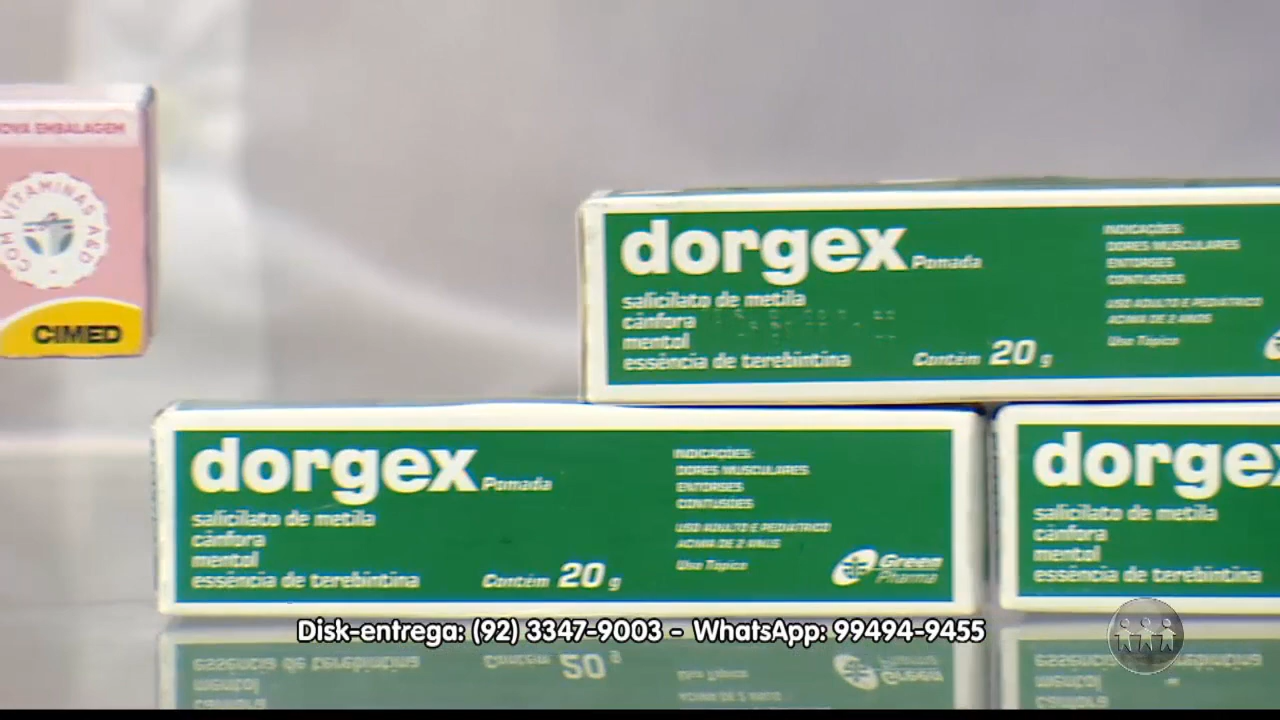 NOVA EMBALAGEM
COM VITAMINAS A&D
CIMED
dorgex Pomada
salicilato de metila
cânfora
mentol
essência de terebintina
Contém 20 g
INDICAÇÕES:
DORES MUSCULARES
ENTORSES
CONTUSÕES
USO ADULTO E PEDIÁTRICO
ACIMA DE 2 ANOS
Uso Tópico
dorgex Pomada
salicilato de metila
cânfora
mentol
essência de terebintina
Contém 20 g
INDICAÇÕES:
DORES MUSCULARES
ENTORSES
CONTUSÕES
USO ADULTO E PEDIÁTRICO
ACIMA DE 2 ANOS
Uso Tópico
Green
Pharma
dorgex
salicilato de metila
cânfora
mentol
essência de terebintina
Disk-entrega: (92) 3347-9003 - WhatsApp: 99494-9455